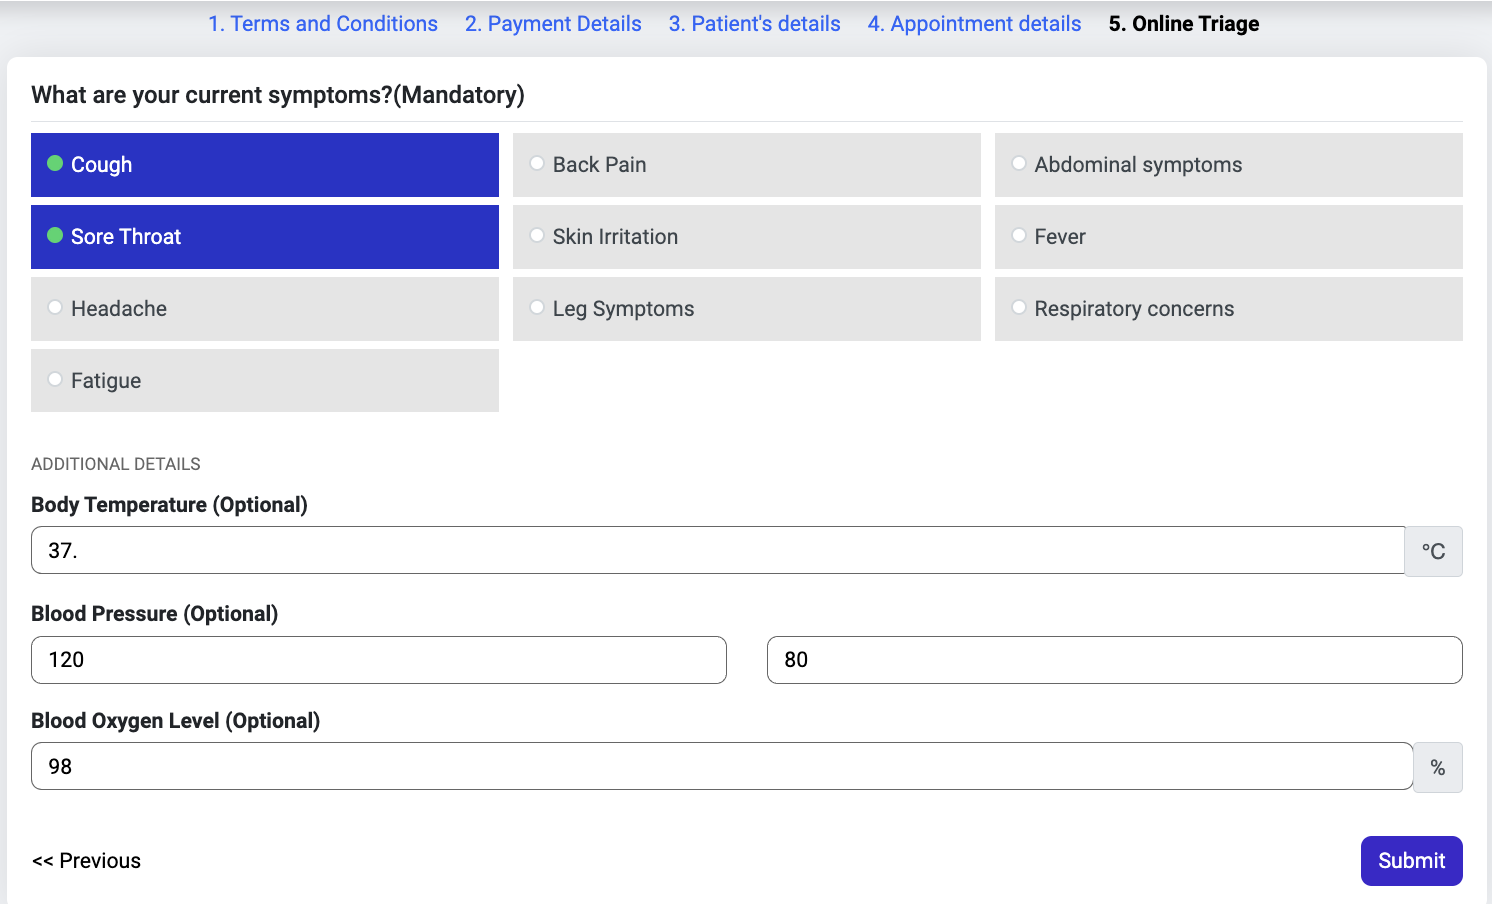 1. Terms and Conditions 2. Payment Details 3. Patient's details 4. Appointment details 5. Online Triage
What are your current symptoms?(Mandatory)
Cough Back Pain Abdominal symptoms
Sore Throat Skin Irritation Fever
Headache Leg Symptoms Respiratory concerns
Fatigue
ADDITIONAL DETAILS
Body Temperature (Optional)
37. °C
Blood Pressure (Optional)
120 80
Blood Oxygen Level (Optional)
98 %
<< Previous Submit